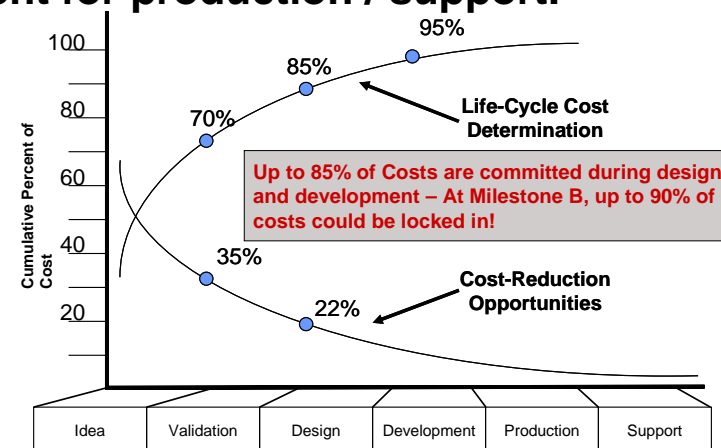 ent for production / support.
95%
100
85%
80
70%
Life-Cycle Cost
Determination
Up to 85% of Costs are committed during design
and development – At Milestone B, up to 90% of
costs could be locked in!
60
Cumulative Percent of
Cost
40
35%
Cost-Reduction
Opportunities
22%
20
Idea
Validation
Design
Development
Production
Support